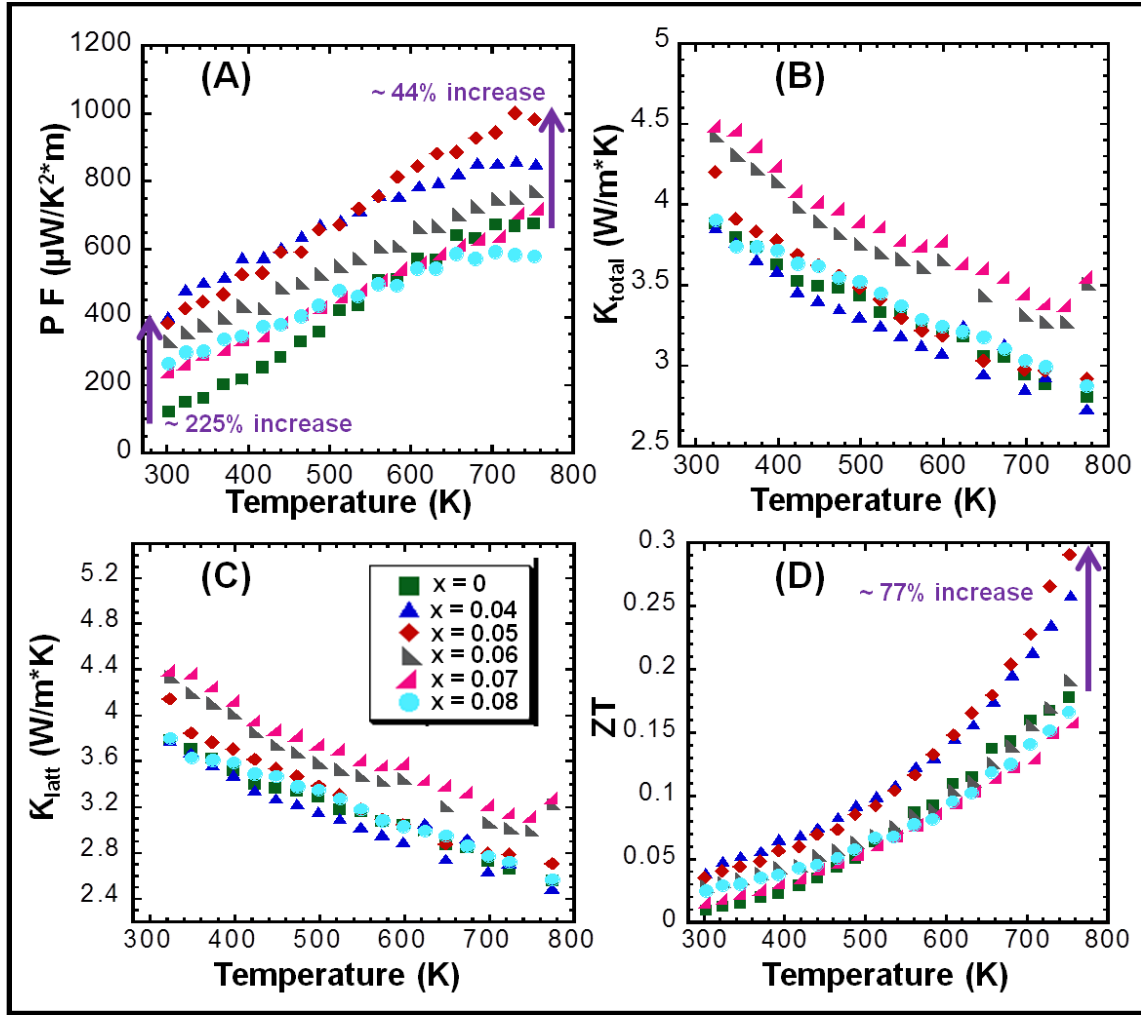 (A)
~ 44% increase
~ 225% increase
P F (µW/K²*m)
1200
1000
800
600
400
200
0
300 400 500 600 700 800
Temperature (K)
(B)
ƙtotal (W/m*K)
5
4.5
4
3.5
3
2.5
300 400 500 600 700 800
Temperature (K)
(C)
ƙlatt (W/m*K)
5.2
4.8
4.4
4
3.6
3.2
2.8
2.4
x = 0
x = 0.04
x = 0.05
x = 0.06
x = 0.07
x = 0.08
300 400 500 600 700 800
Temperature (K)
(D)
~ 77% increase
ZT
0.3
0.25
0.2
0.15
0.1
0.05
0
300 400 500 600 700 800
Temperature (K)